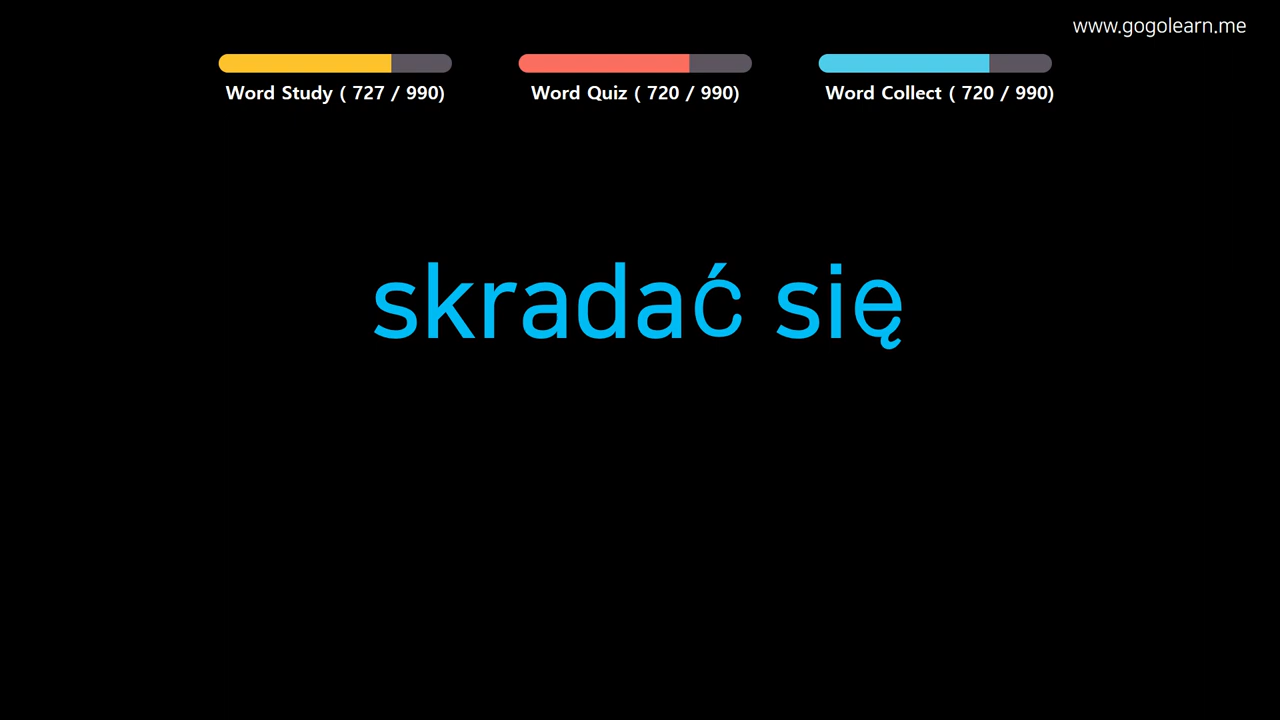 www.gogolearn.me
Word Study ( 727 / 990)
Word Quiz ( 720 / 990)
Word Collect ( 720 / 990)
skradać się